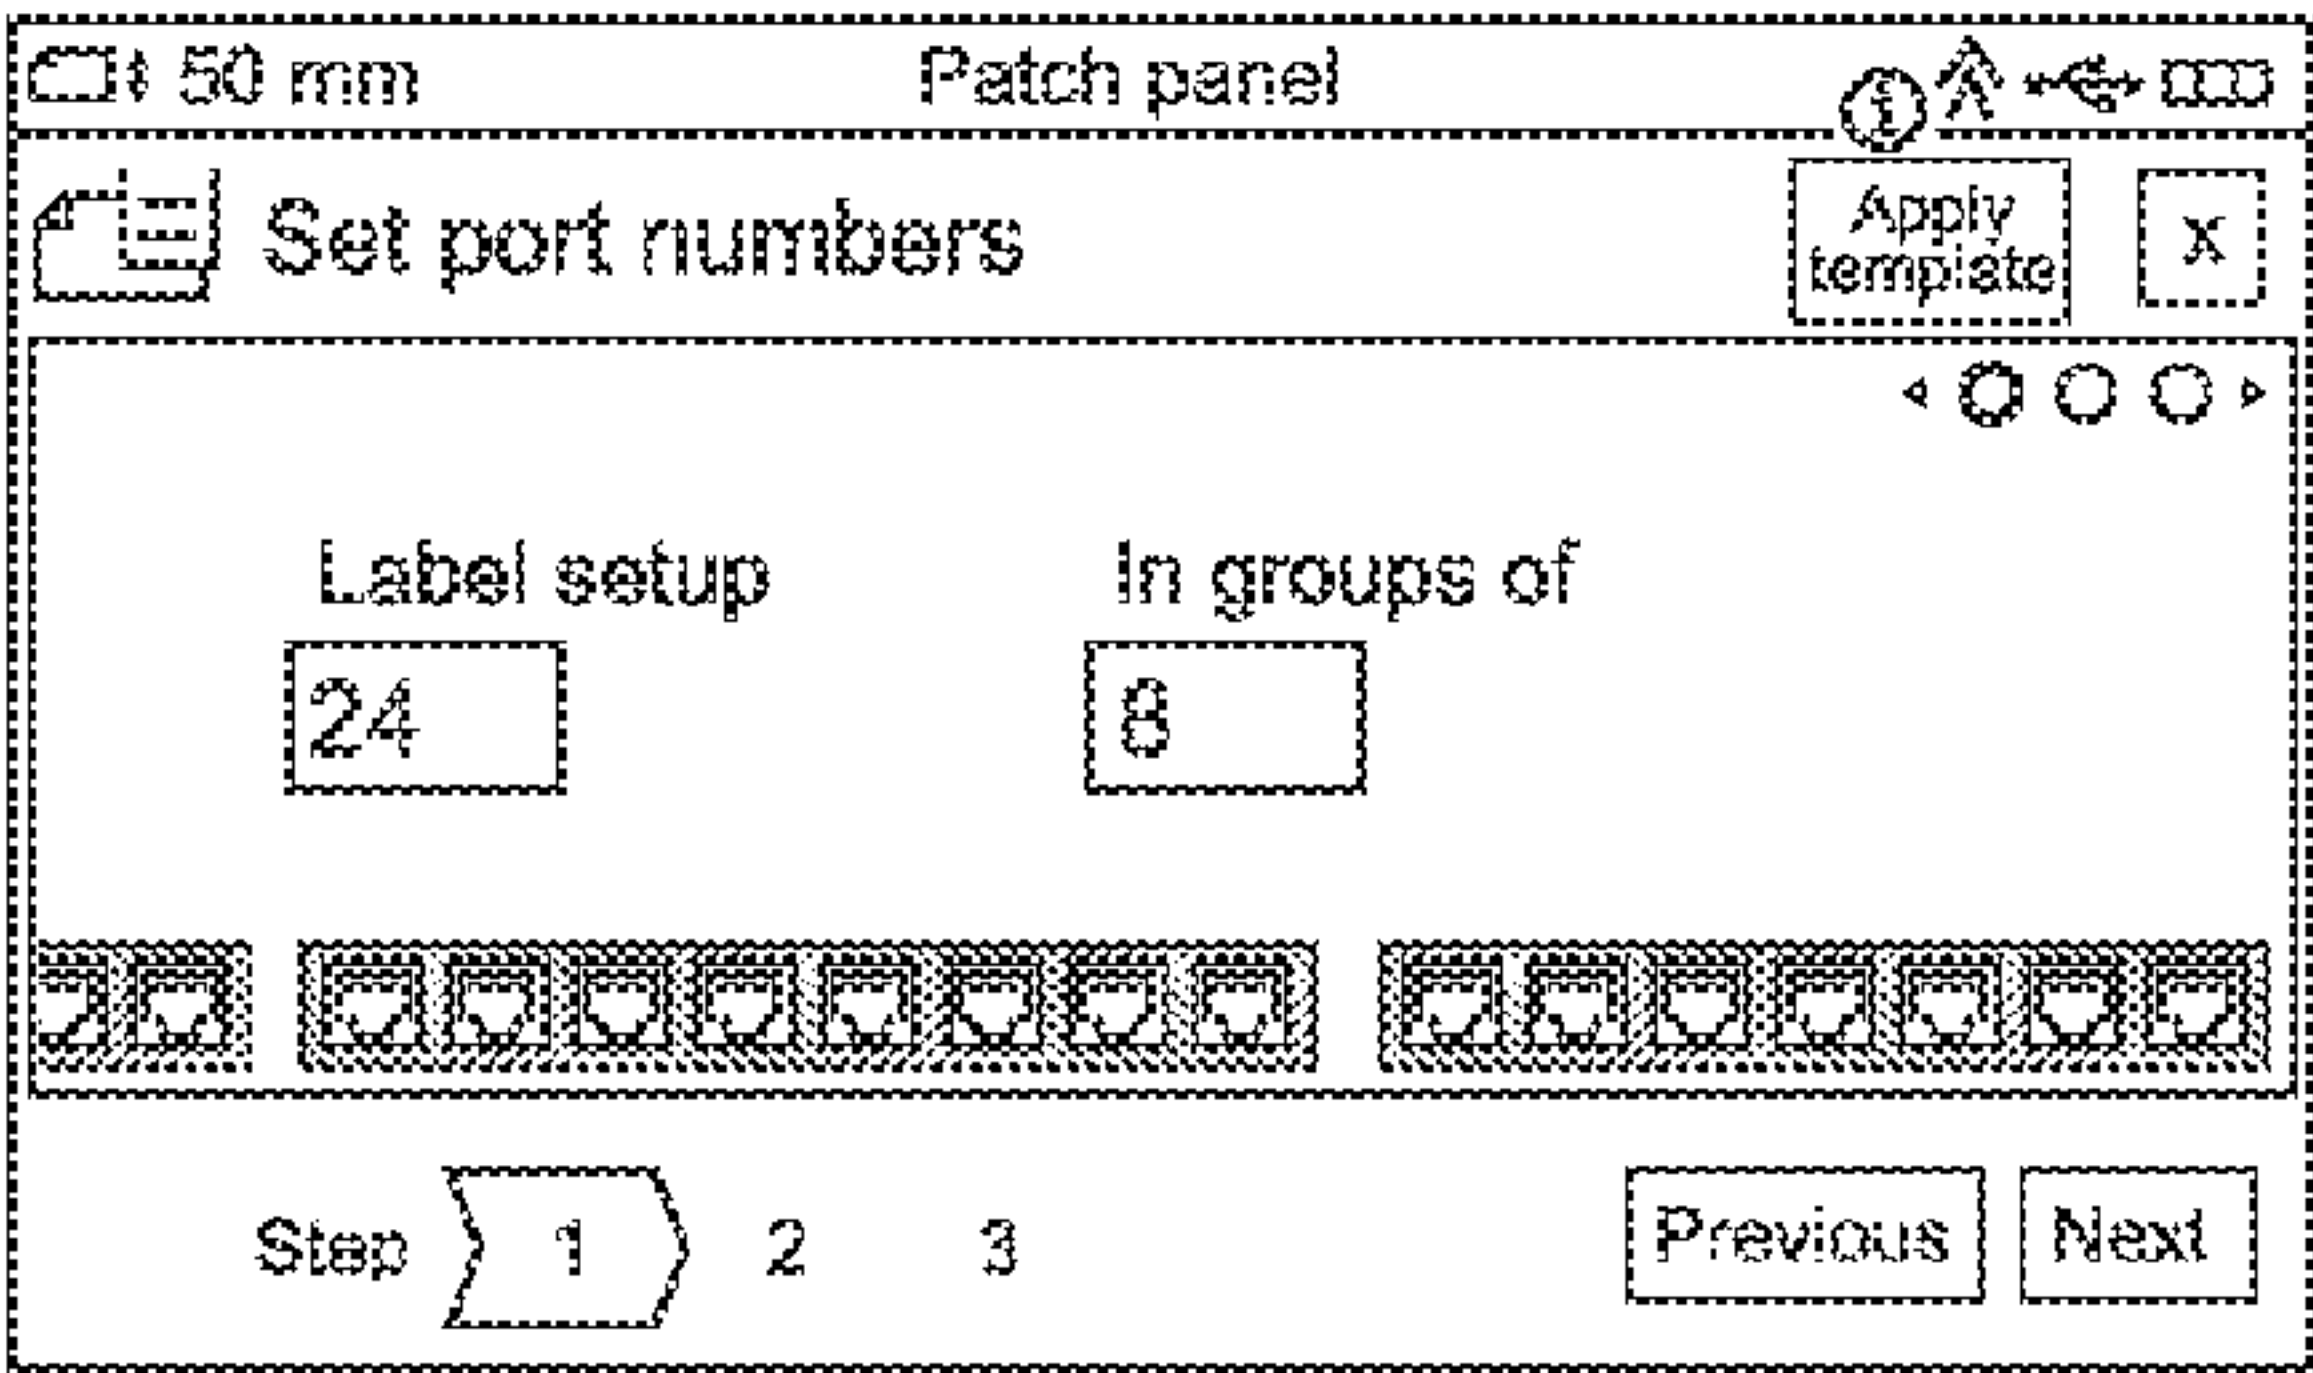 50 mm Patch panel
Set port numbers
Apply
template
X
Label setup In groups of
24 8
Step 1 2 3 Previous Next